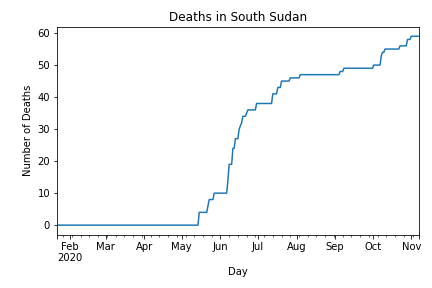 Deaths in South Sudan
Number of Deaths
60
50
40
30
20
10
0
Feb Mar Apr May Jun Jul Aug Sep Oct Nov
2020
Day